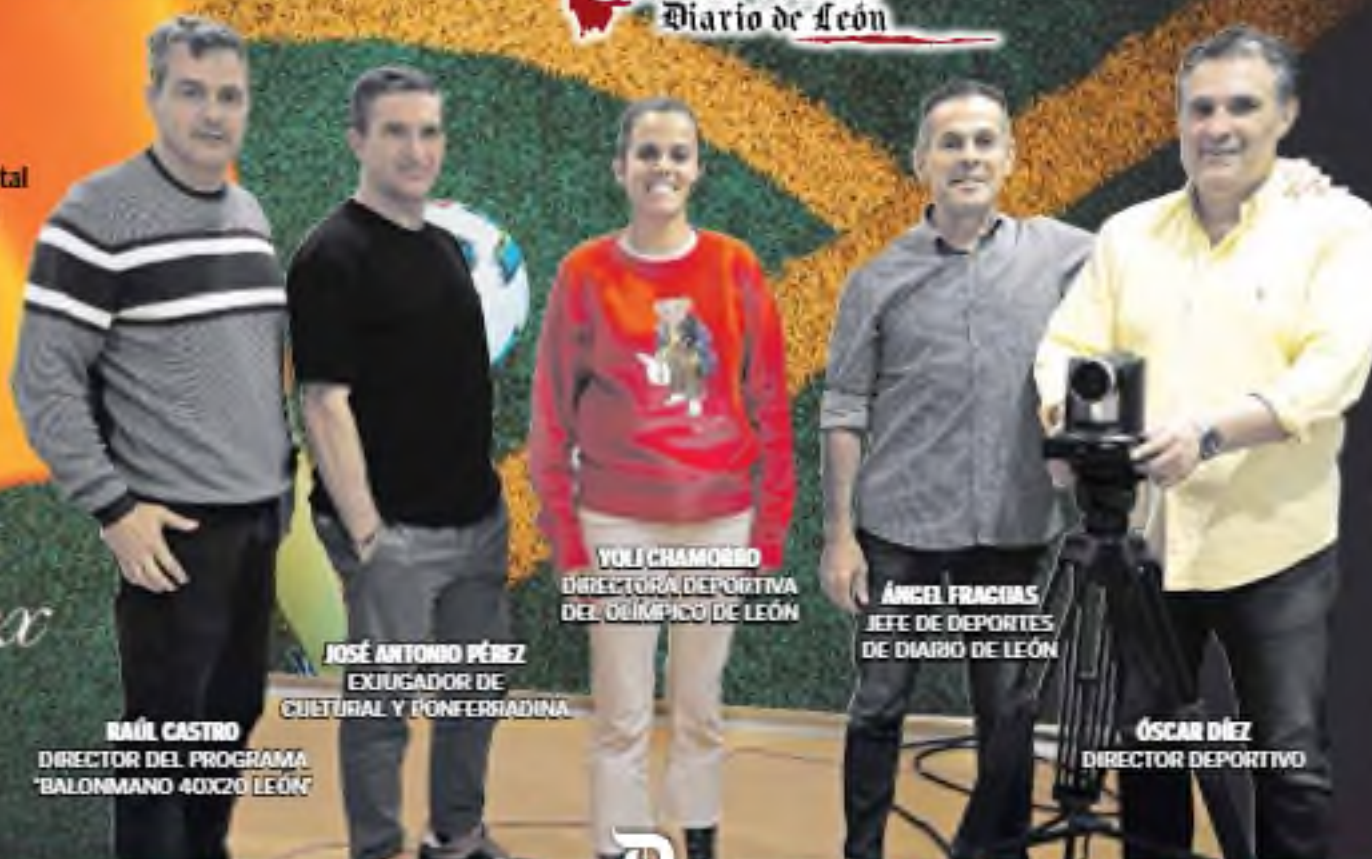 Diario de León
tal
x
YOLI CHAMORRO
DIRECTORA DEPORTIVA
DEL OLÍMPICO DE LEÓN
ÁNGEL FRAGUAS
JEFE DE DEPORTES
DE DIARIO DE LEÓN
JOSÉ ANTONIO PÉREZ
EXJUGADOR DE
CULTURAL Y PONFERRADINA
RAÚL CASTRO
DIRECTOR DEL PROGRAMA
"BALONMANO 40X20 LEÓN"
ÓSCAR DÍEZ
DIRECTOR DEPORTIVO